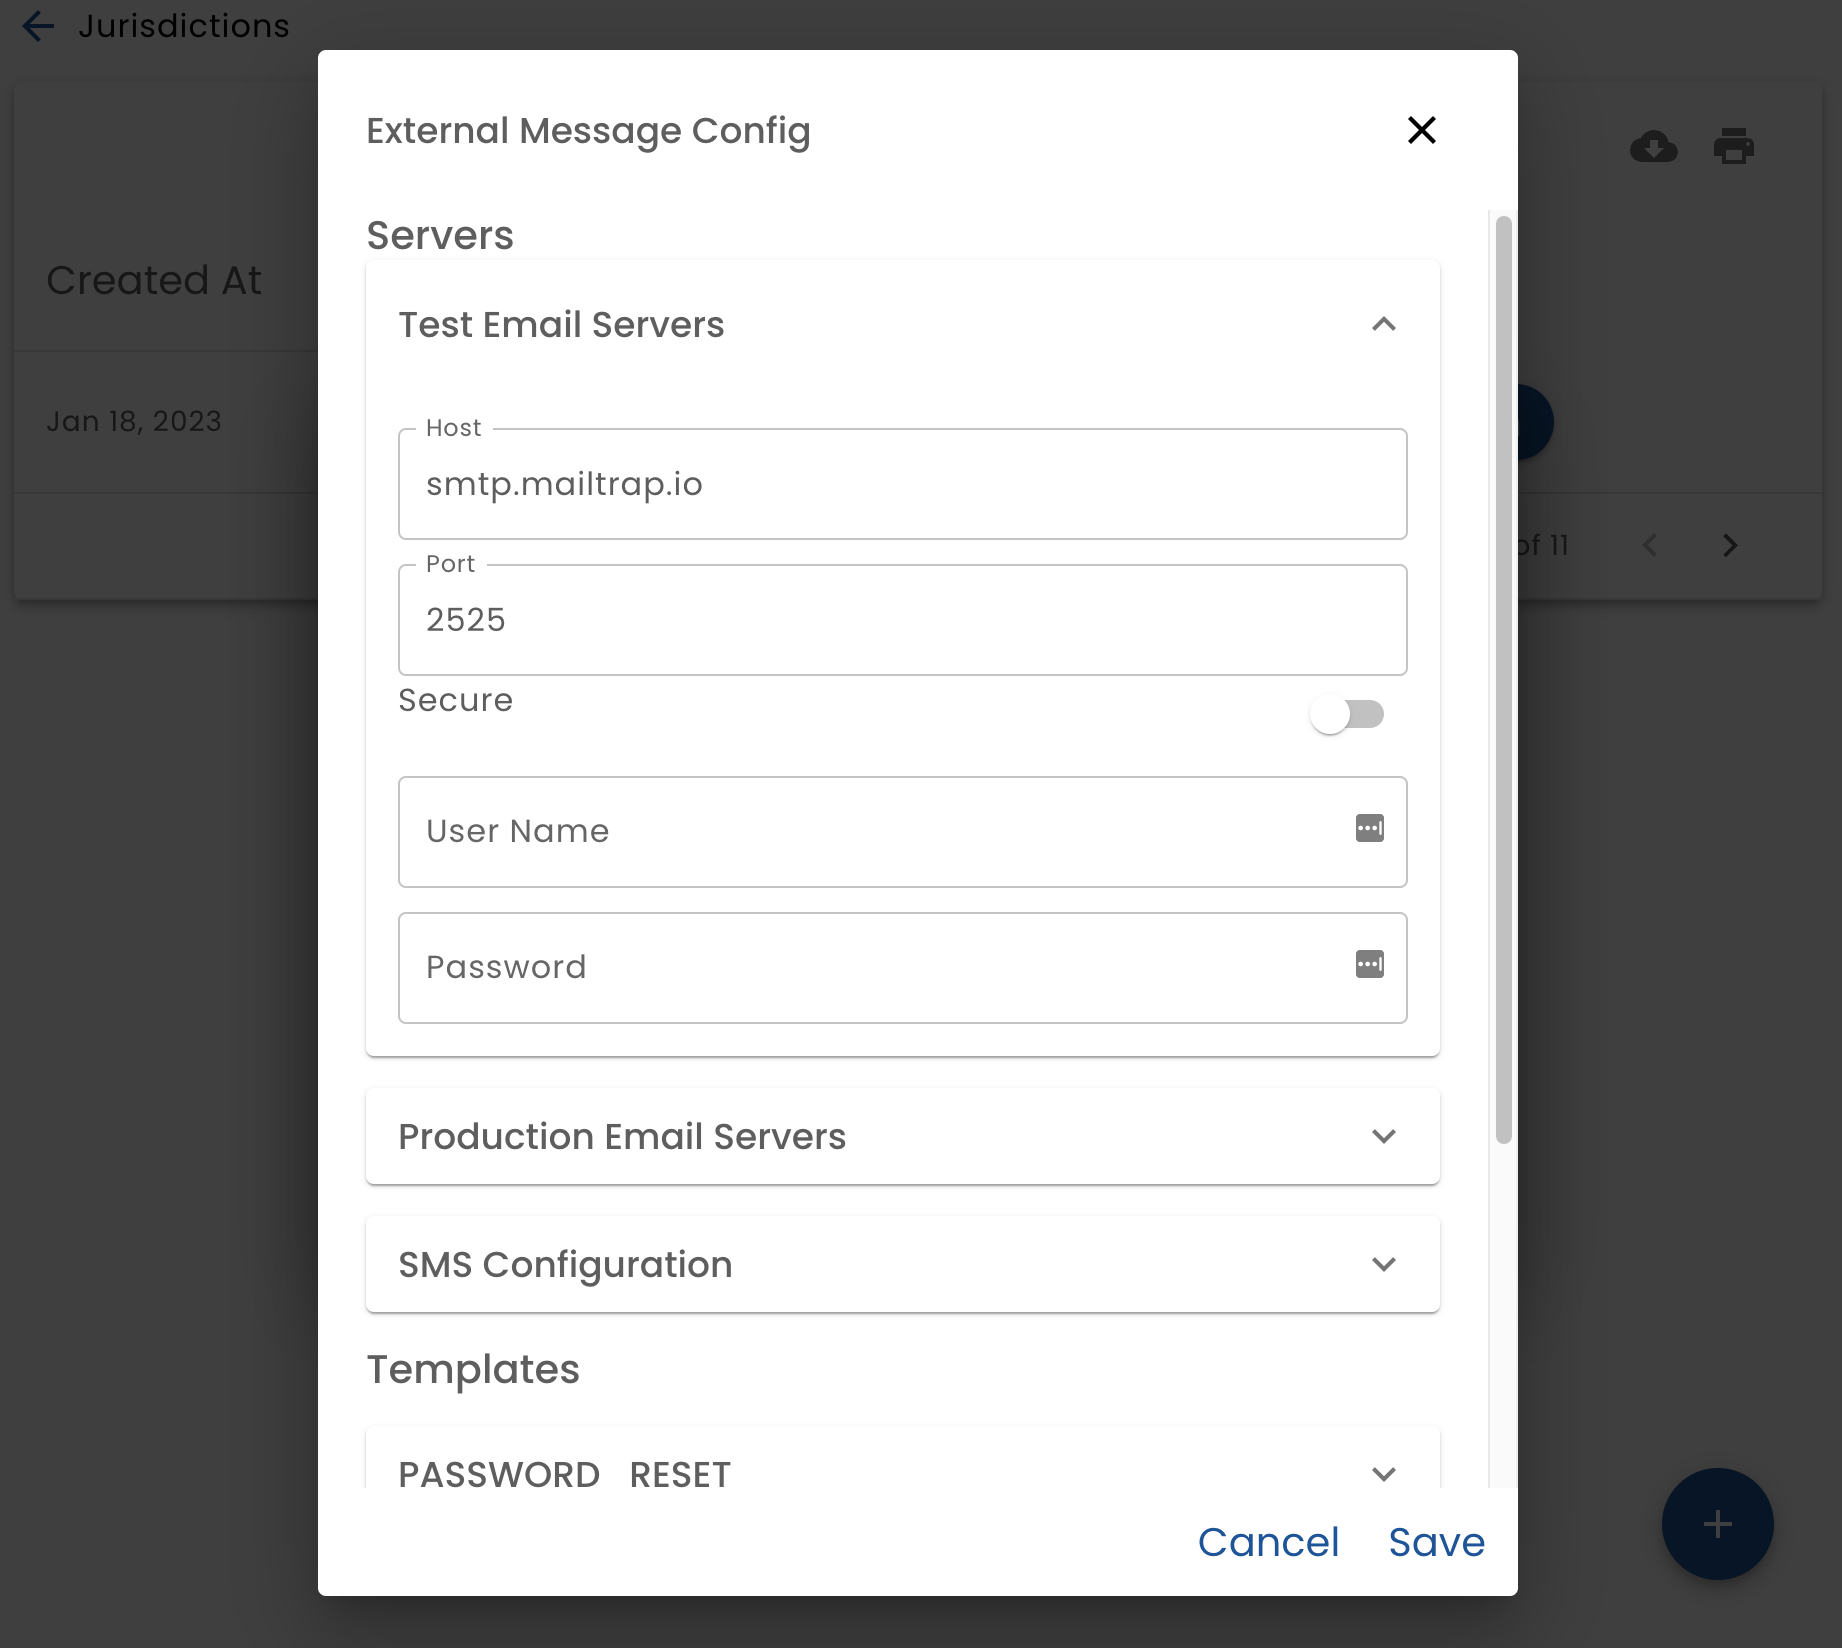 Jurisdictions
External Message Config
Servers
Created At
Test Email Servers
Jan 18, 2023
Host
smtp.mailtrap.io
of 11
Port
2525
Secure
User Name
Password
Production Email Servers
SMS Configuration
Templates
PASSWORD RESET
Cancel Save